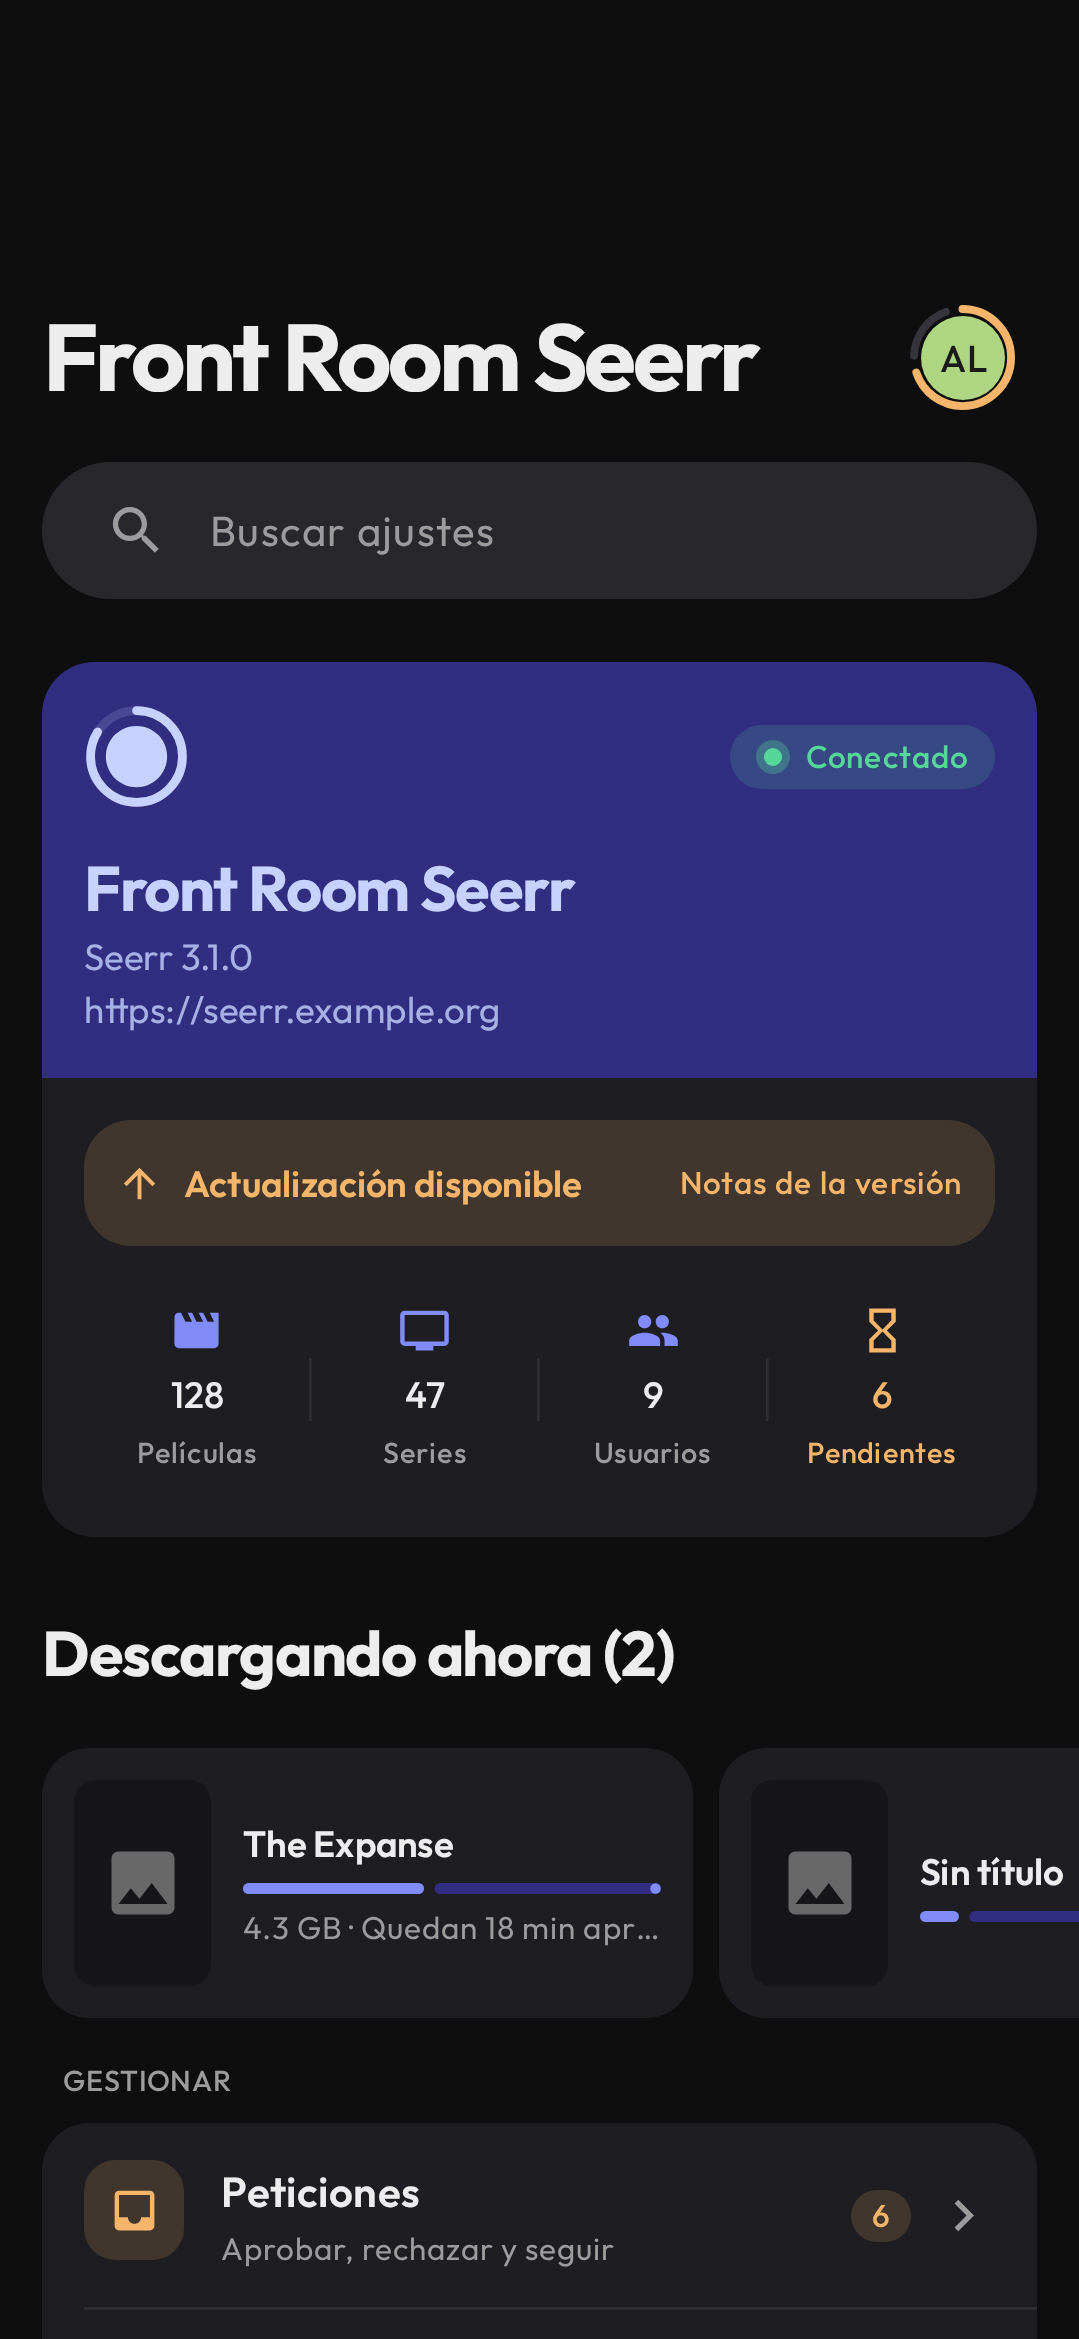 Front Room Seerr
AL
Buscar ajustes
Conectado
Front Room Seerr
Seerr 3.1.0
https://seerr.example.org
Actualización disponible
Notas de la versión
128
47
9
6
Películas
Series
Usuarios
Pendientes
Descargando ahora (2)
The Expanse
4.3 GB · Quedan 18 min apr...
Sin título
GESTIONAR
Peticiones
Aprobar, rechazar y seguir
6